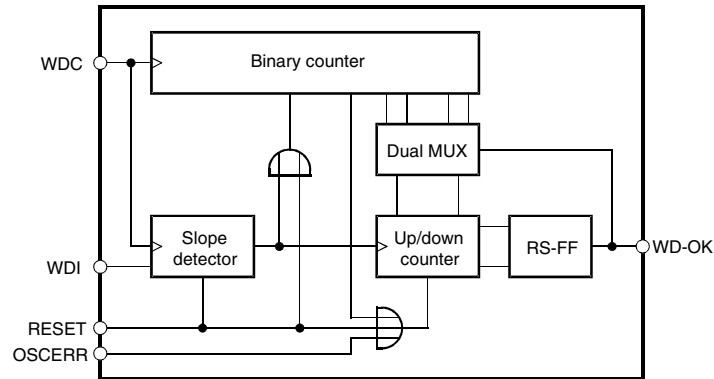 WDC
Binary counter
Dual MUX
Slope
detector
Up/down
counter
RS-FF
WD-OK
WDI
RESET
OSCERR